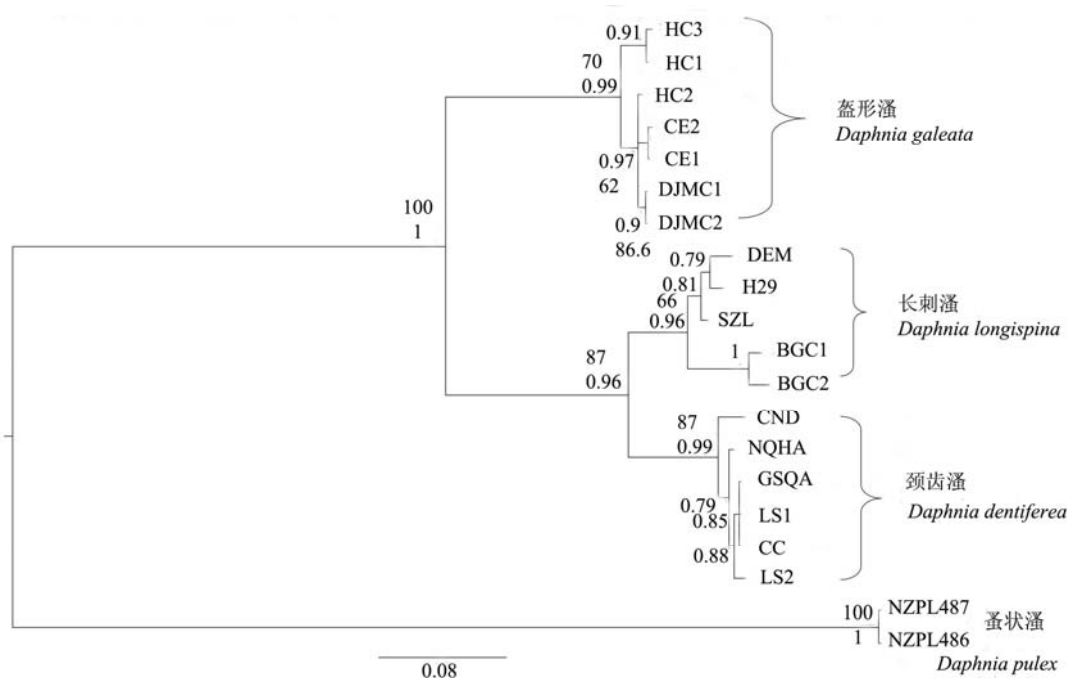 0.91
HC3
70
HC1
0.99
HC2
CE2
0.97
CE1
62
DJMC1
0.9
DJMC2
盔形溞
Daphnia galeata
100
1
86.6
0.79
DEM
0.81
H29
66
0.96
SZL
1
BGC1
BGC2
长刺溞
Daphnia longispina
87
0.96
87
0.99
CND
NQHA
GSQA
0.79
0.85
LS1
0.88
CC
LS2
颈齿溞
Daphnia dentiferea
100
1
NZPL487
NZPL486
蚤状溞
Daphnia pulex
0.08